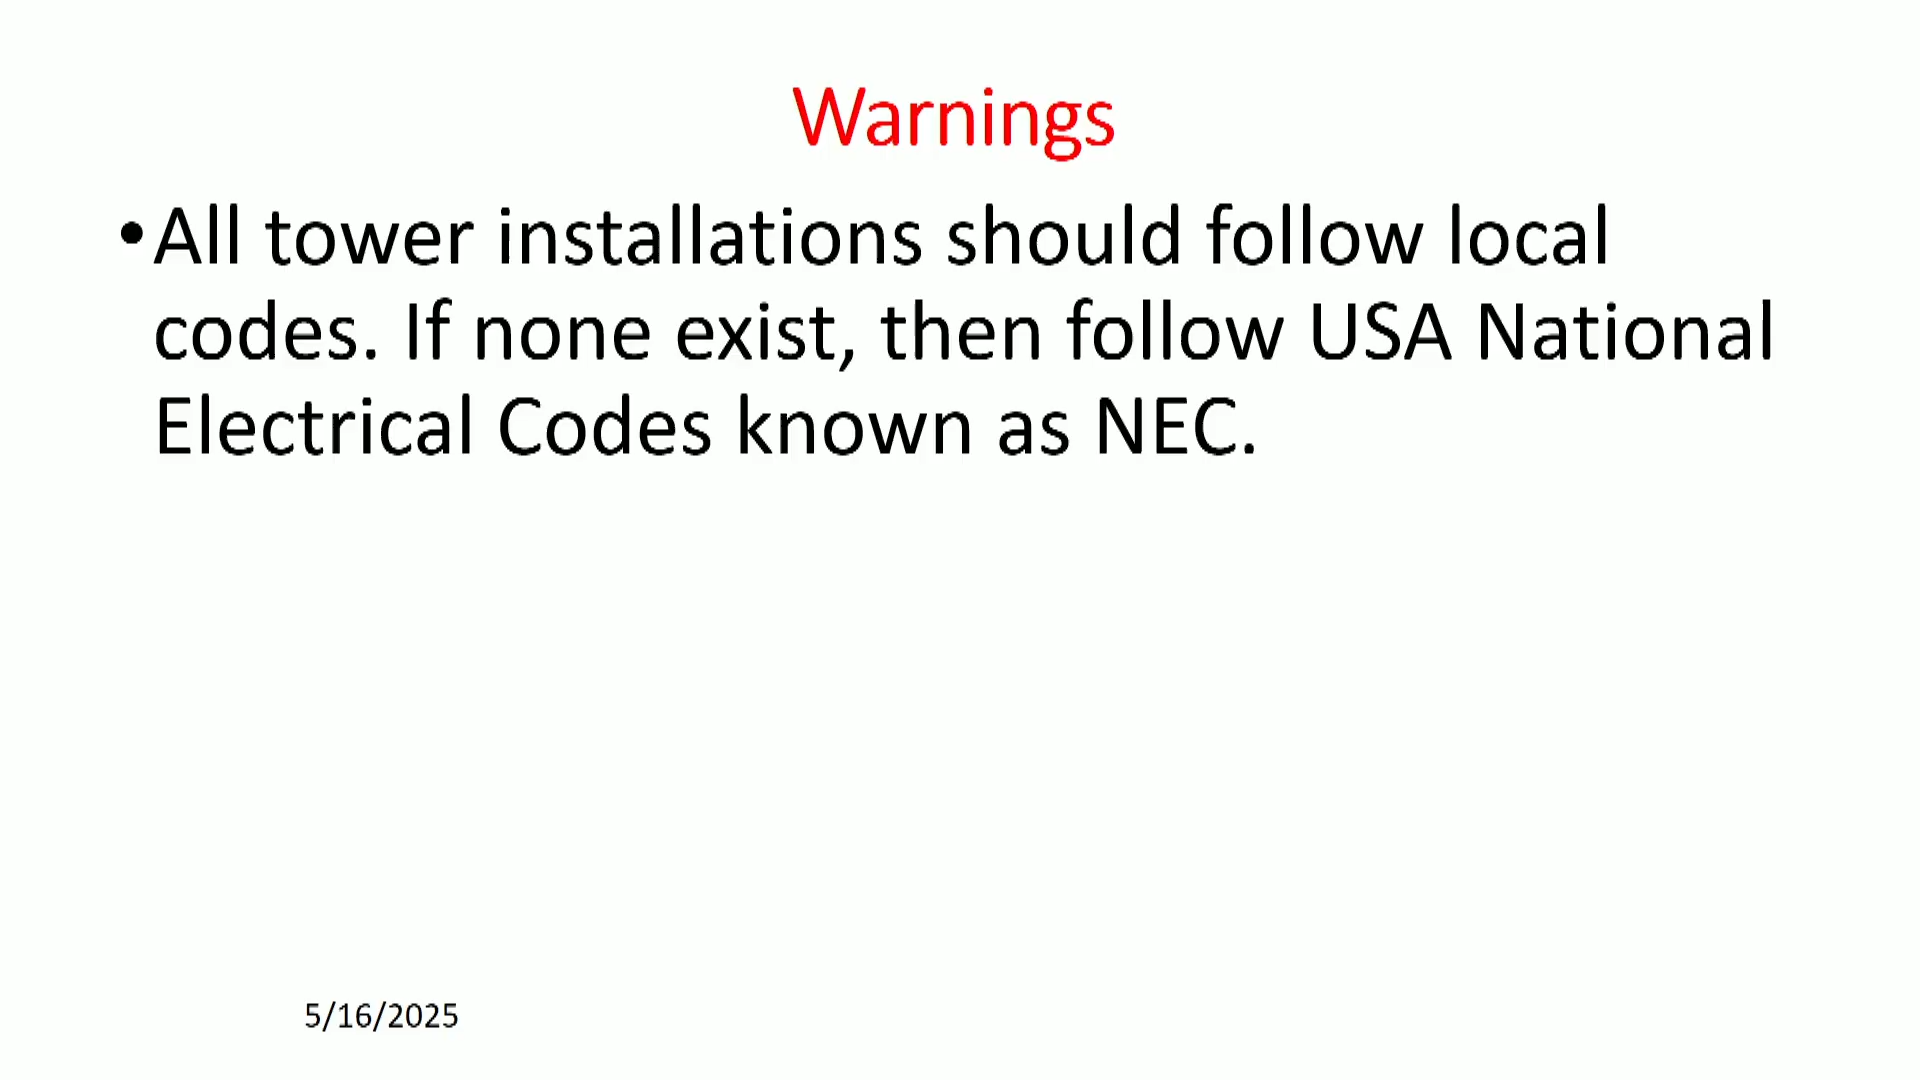 Warnings
•All tower installations should follow local
codes. If none exist, then follow USA National
Electrical Codes known as NEC.
5/16/2025